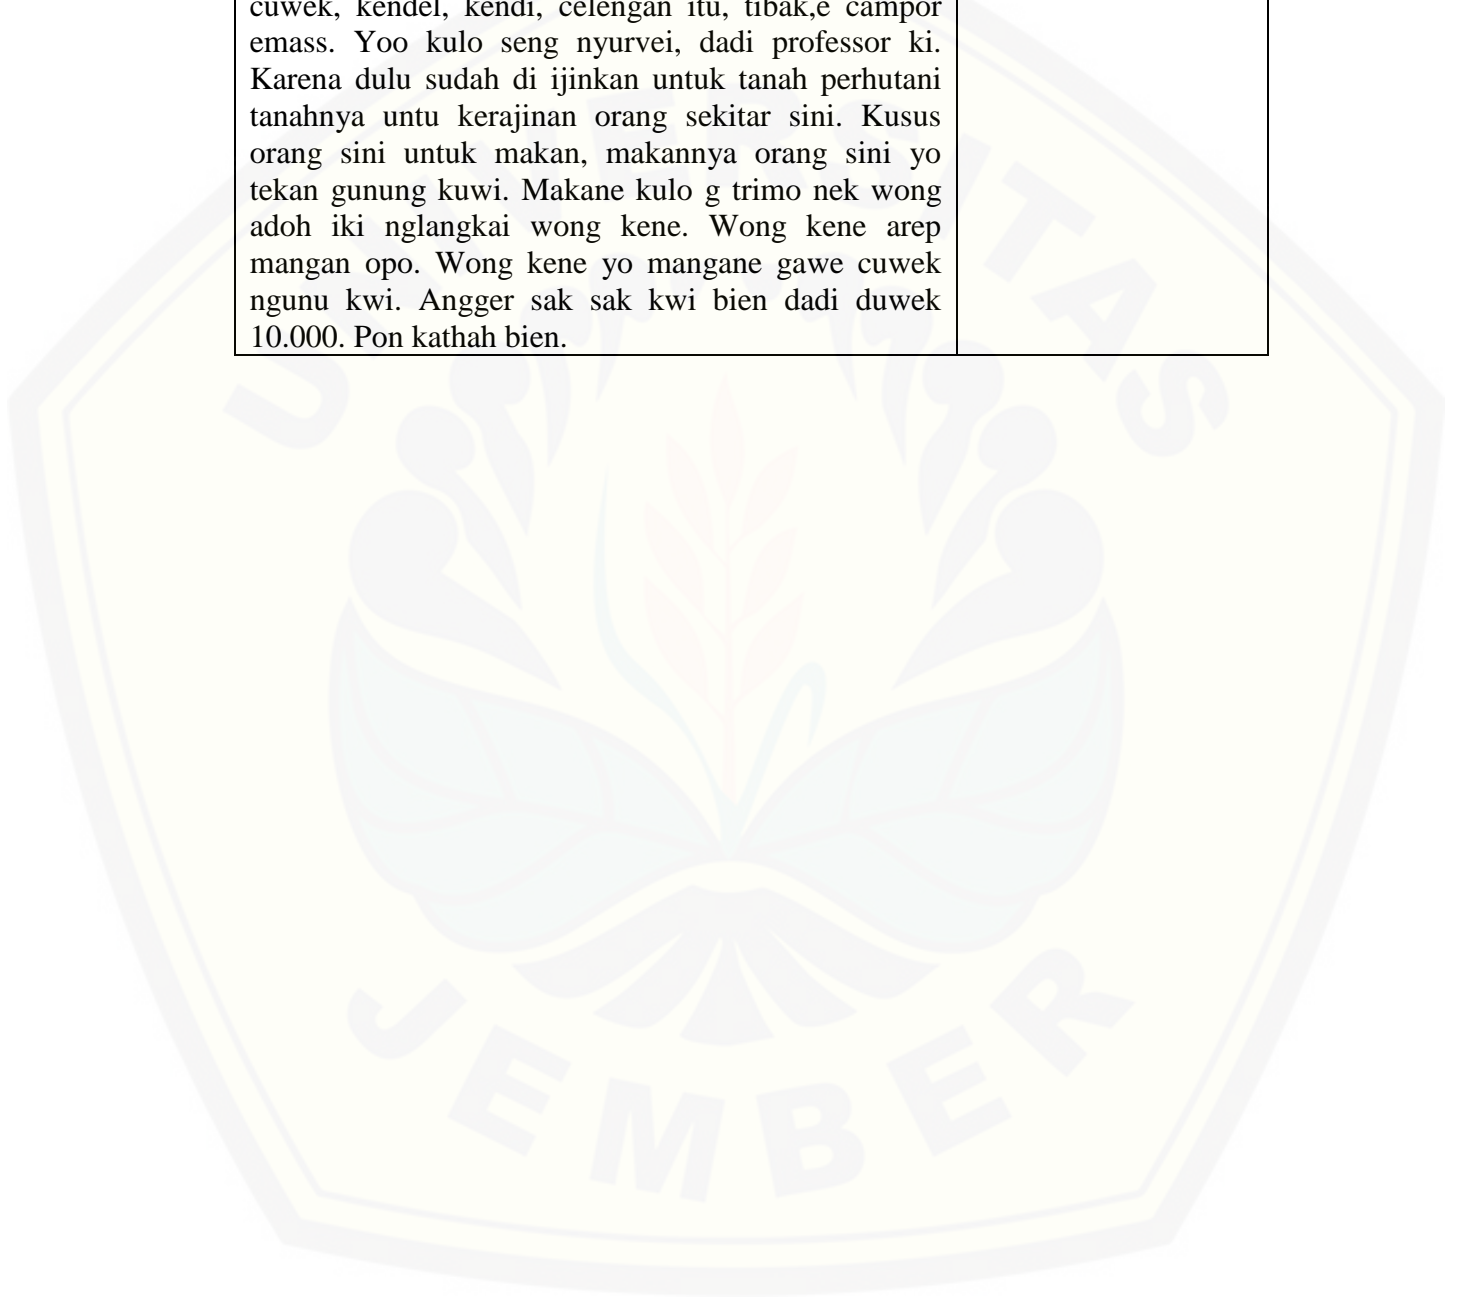 cuwek, kendel, kendi, celengan itu, tibak,e campor
emass. Yoo kulo seng nyurvei, dadi professor ki.
Karena dulu sudah di ijinkan untuk tanah perhutani
tanahnya untu kerajinan orang sekitar sini. Kusus
orang sini untuk makan, makannya orang sini yo
tekan gunung kuwi. Makane kulo g trimo nek wong
adoh iki nglangkai wong kene. Wong kene arep
mangan opo. Wong kene yo mangane gawe cuwek
ngunu kwi. Angger sak sak kwi bien dadi duwek
10.000. Pon kathah bien.
UNIVERSITAS
JEMBER